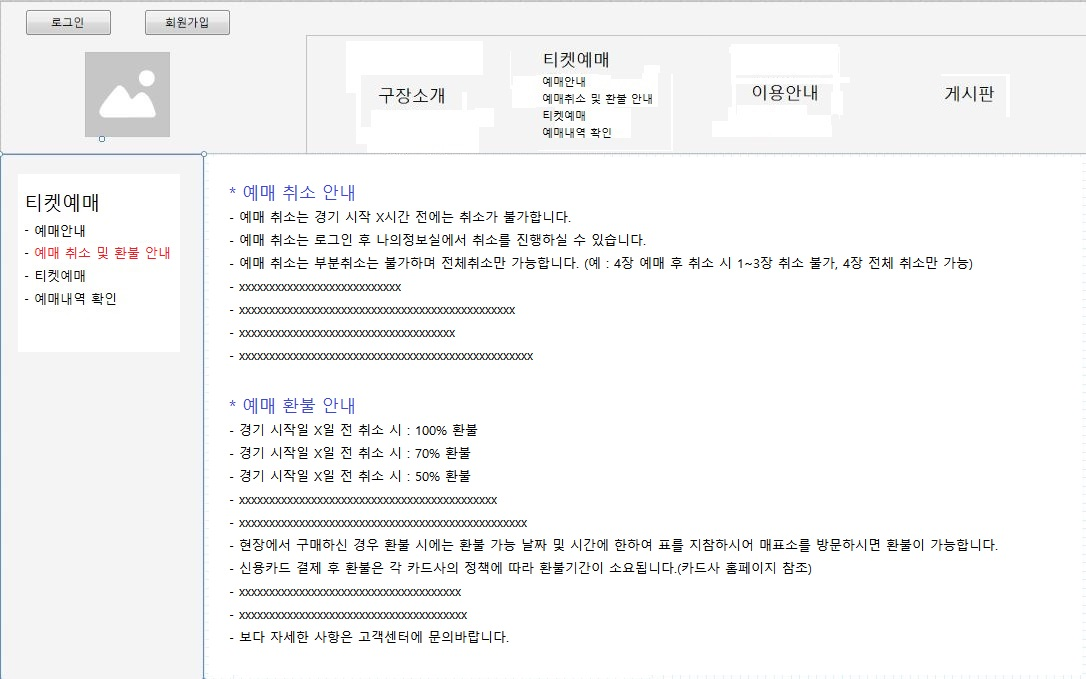 로그인
회원가입
구장소개
티켓예매
예매안내
예매취소 및 환불 안내
티켓예매
예매내역 확인
이용안내
게시판
티켓예매
- 예매안내
- 예매 취소 및 환불 안내
- 티켓예매
- 예매내역 확인
* 예매 취소 안내
- 예매 취소는 경기 시작 X시간 전에는 취소가 불가합니다.
- 예매 취소는 로그인 후 나의정보실에서 취소를 진행하실 수 있습니다.
- 예매 취소는 부분취소는 불가하며 전체취소만 가능합니다. (예 : 4장 예매 후 취소 시 1~3장 취소 불가, 4장 전체 취소만 가능)
- xxxxxxxxxxxxxxxxxxxxxxxxxxx
- xxxxxxxxxxxxxxxxxxxxxxxxxxxxxxxxxxxxxxxxxxxxxx
- xxxxxxxxxxxxxxxxxxxxxxxxxxxxxxxxxxxx
- xxxxxxxxxxxxxxxxxxxxxxxxxxxxxxxxxxxxxxxxxxxxxxxxx
* 예매 환불 안내
- 경기 시작일 X일 전 취소 시 : 100% 환불
- 경기 시작일 X일 전 취소 시 : 70% 환불
- 경기 시작일 X일 전 취소 시 : 50% 환불
- xxxxxxxxxxxxxxxxxxxxxxxxxxxxxxxxxxxxxxxxxxx
- xxxxxxxxxxxxxxxxxxxxxxxxxxxxxxxxxxxxxxxxxxxxxxxx
- 현장에서 구매하신 경우 환불 시에는 환불 가능 날짜 및 시간에 한하여 표를 지참하시어 매표소를 방문하시면 환불이 가능합니다.
- 신용카드 결제 후 환불은 각 카드사의 정책에 따라 환불기간이 소요됩니다.(카드사 홈페이지 참조)
- xxxxxxxxxxxxxxxxxxxxxxxxxxxxxxxxxxxxx
- xxxxxxxxxxxxxxxxxxxxxxxxxxxxxxxxxxxxxx
- 보다 자세한 사항은 고객센터에 문의바랍니다.